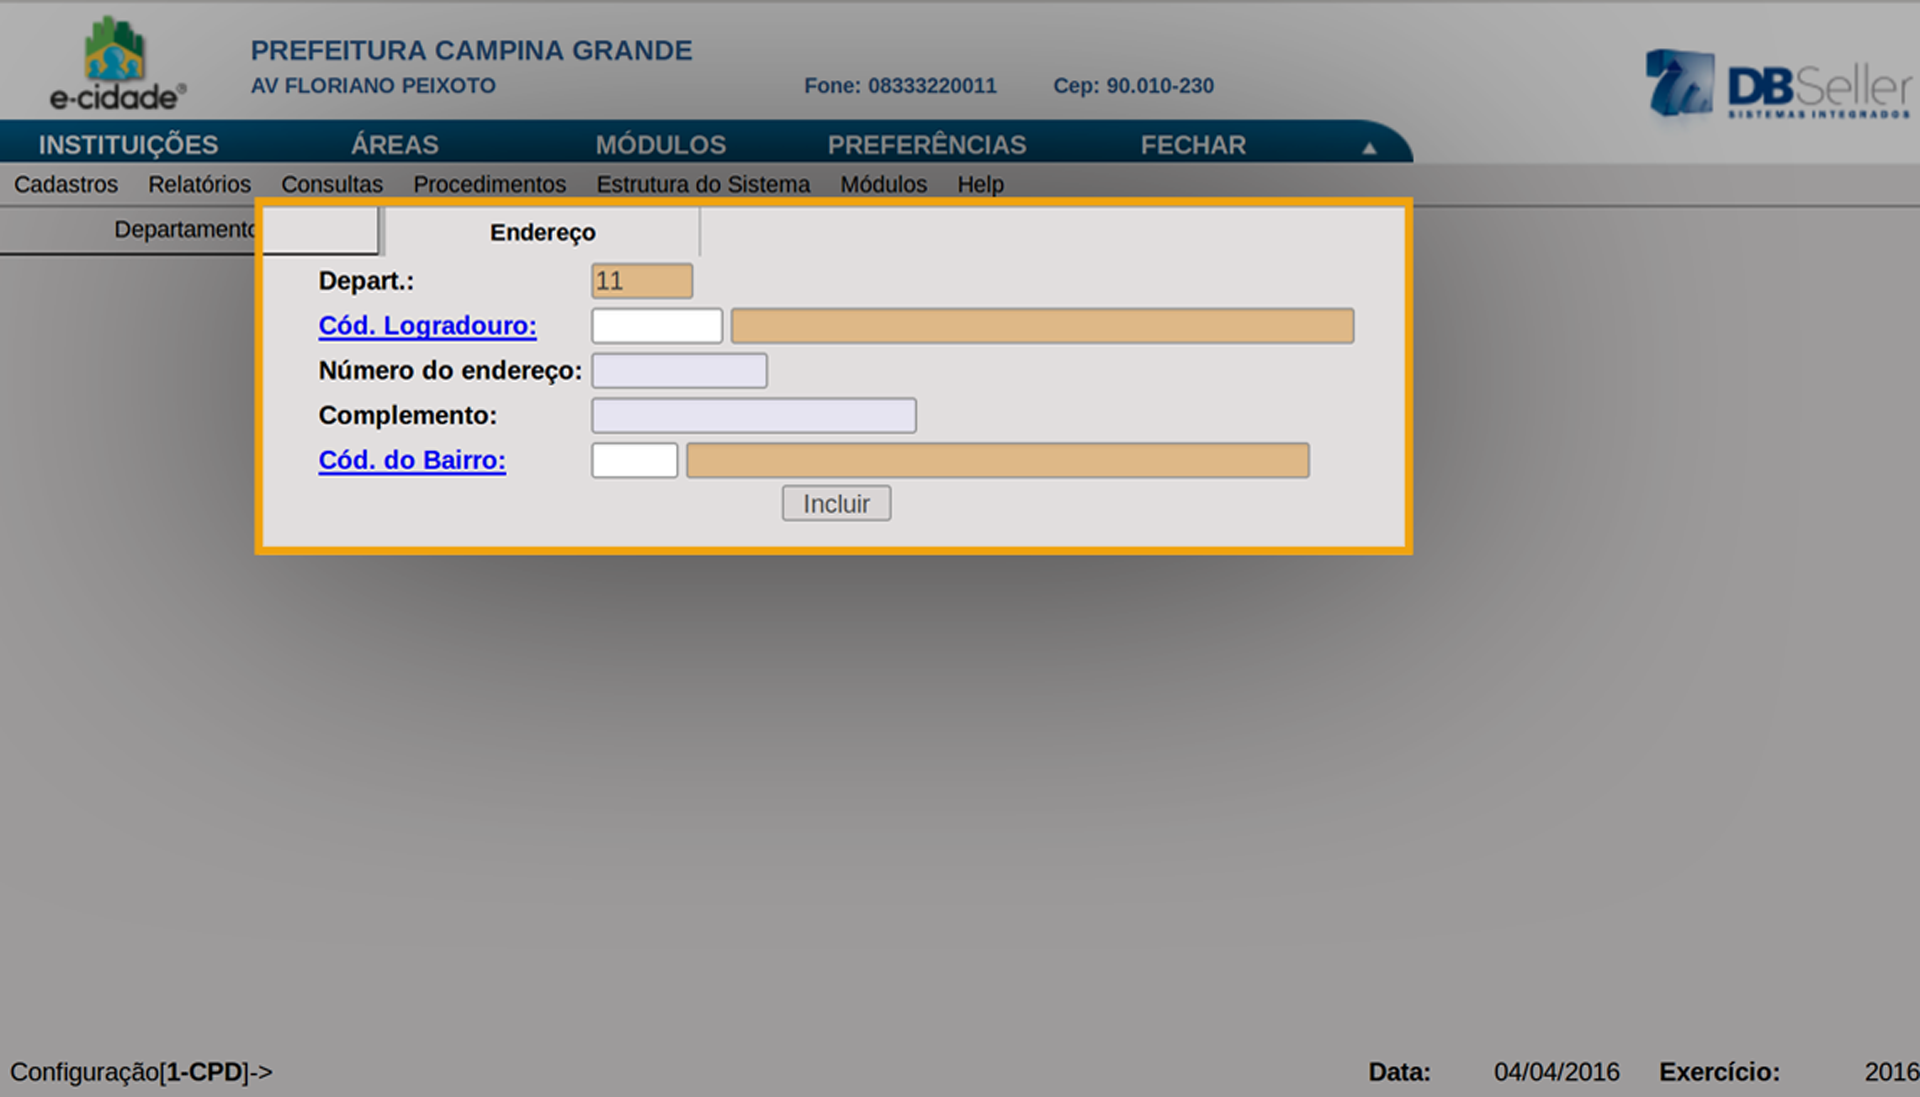 e-cidade®
PREFEITURA CAMPINA GRANDE
AV FLORIANO PEIXOTO Fone: 08333220011 Cep: 90.010-230
DBSeller
SISTEMAS INTEGRADOS
INSTITUIÇÕES ÁREAS MÓDULOS PREFERÊNCIAS FECHAR ▲
Cadastros Relatórios Consultas Procedimentos Estrutura do Sistema Módulos Help
Departamento Endereço
Depart.: 11
Cód. Logradouro:
Número do endereço:
Complemento:
Cód. do Bairro:
Incluir
Configuração[1-CPD]-> Data: 04/04/2016 Exercício: 2016